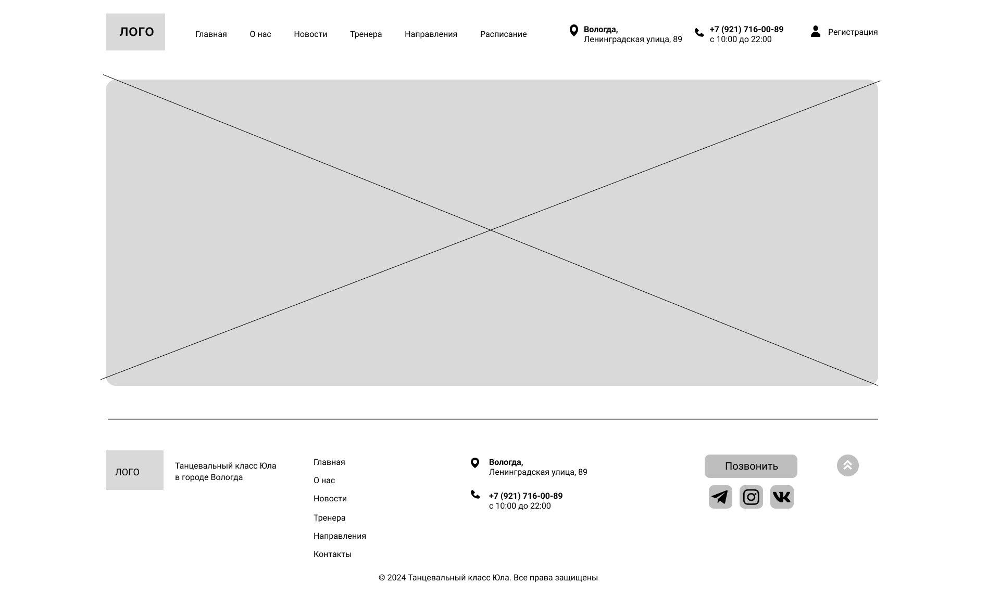 ЛОГО
Главная
О нас
Новости
Тренера
Направления
Расписание
Вологда,
Ленинградская улица, 89
+7 (921) 716-00-89
с 10:00 до 22:00
Регистрация
ЛОГО
Танцевальный класс Юла
в городе Вологда
Главная
О нас
Новости
Тренера
Направления
Контакты
Вологда,
Ленинградская улица, 89
+7 (921) 716-00-89
с 10:00 до 22:00
Позвонить
© 2024 Танцевальный класс Юла. Все права защищены